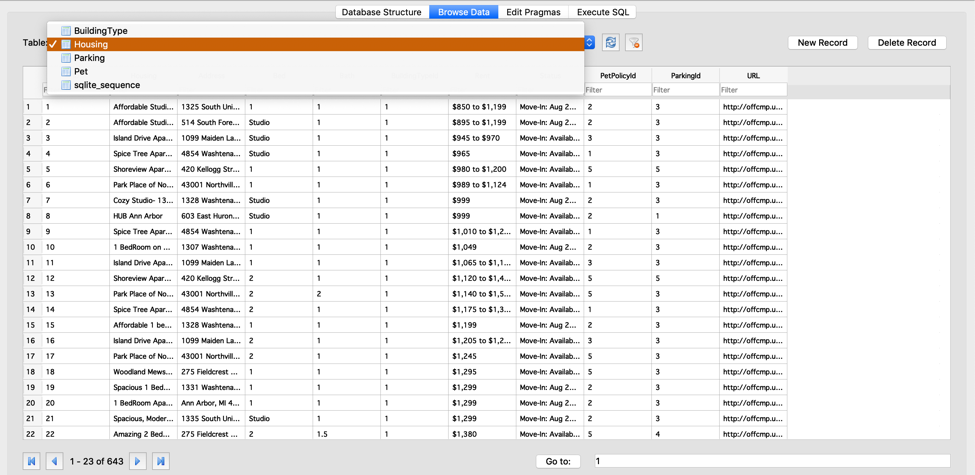 Database Structure Browse Data Edit Pragmas Execute SQL
Table: BuildingType
✓ Housing
Parking
Pet
sqlite_sequence
New Record Delete Record
PetPolicyId ParkingId URL
Filter Filter Filter
1 1 Affordable Studi... 1325 South Uni... 1 1 1 $850 to $1,199 Move-In: Aug 2... 2 3 http://offcmp.u...
2 2 Affordable Studi... 514 South Fore... Studio 1 1 $895 to $1,199 Move-In: Aug 2... 2 3 http://offcmp.u...
3 3 Island Drive Apa... 1099 Maiden La... Studio 1 1 $945 to $970 Move-In: Availab... 3 3 http://offcmp.u...
4 4 Spice Tree Apar... 4854 Washtena... Studio 1 1 $965 Move-In: Availab... 1 3 http://offcmp.u...
5 5 Shoreview Apar... 420 Kellogg Str... 1 1 1 $980 to $1,200 Move-In: Availab... 5 5 http://offcmp.u...
6 6 Park Place of No... 43001 Northvill... 1 1 1 $989 to $1,124 Move-In: Availab... 1 3 http://offcmp.u...
7 7 Cozy Studio- 13... 1328 Washtena... Studio 1 1 $999 Move-In: Aug 2... 2 3 http://offcmp.u...
8 8 HUB Ann Arbor 603 East Huron... Studio 1 1 $999 Move-In: Availab... 2 1 http://offcmp.u...
9 9 Spice Tree Apar... 4854 Washtena... 1 1 1 $1,010 to $1,2... Move-In: Availab... 1 3 http://offcmp.u...
10 10 1 BedRoom on ... 1307 Washtena... 1 1 1 $1,049 Move-In: Aug 2... 2 3 http://offcmp.u...
11 11 Island Drive Apa... 1099 Maiden La... 1 1 1 $1,065 to $1,1... Move-In: Availab... 3 3 http://offcmp.u...
12 12 Shoreview Apar... 420 Kellogg Str... 2 1 1 $1,120 to $1,4... Move-In: Availab... 5 5 http://offcmp.u...
13 13 Park Place of No... 43001 Northvill... 2 2 1 $1,140 to $1,5... Move-In: Availab... 5 3 http://offcmp.u...
14 14 Spice Tree Apar... 4854 Washtena... 2 1 1 $1,175 to $1,3... Move-In: Availab... 1 3 http://offcmp.u...
15 15 Affordable 1 be... 1328 Washtena... 1 1 1 $1,199 Move-In: Aug 2... 2 3 http://offcmp.u...
16 16 Island Drive Apa... 1099 Maiden La... 2 1 1 $1,205 to $1,2... Move-In: Availab... 3 3 http://offcmp.u...
17 17 Park Place of No... 43001 Northvill... 2 1 1 $1,245 Move-In: Availab... 5 3 http://offcmp.u...
18 18 Woodland Mews... 275 Fieldcrest ... 1 1 1 $1,295 Move-In: Availab... 5 3 http://offcmp.u...
19 19 Spacious 1 Bed... 1331 Washtena... 1 1 1 $1,299 Move-In: Aug 2... 2 3 http://offcmp.u...
20 20 1 BedRoom Apa... Ann Arbor, MI 4... 1 1 1 $1,299 Move-In: Aug 2... 2 3 http://offcmp.u...
21 21 Spacious, Moder... 1335 South Uni... Studio 1 1 $1,299 Move-In: Aug 2... 2 3 http://offcmp.u...
22 22 Amazing 2 Bed... 275 Fieldcrest ... 2 1.5 1 $1,380 Move-In: Availab... 5 4 http://offcmp.u...
1 - 23 of 643 Go to: 1